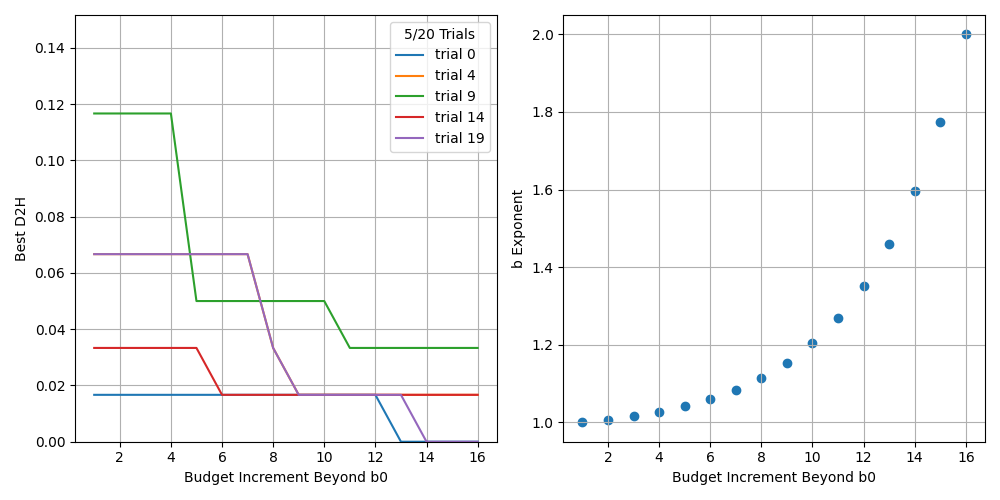 0.14
0.12
0.10
0.08
0.06
0.04
0.02
0.00
Best D2H
2 4 6 8 10 12 14 16
Budget Increment Beyond b0
5/20 Trials
trial 0
trial 4
trial 9
trial 14
trial 19
2.0
1.8
1.6
1.4
1.2
1.0
b Exponent
2 4 6 8 10 12 14 16
Budget Increment Beyond b0